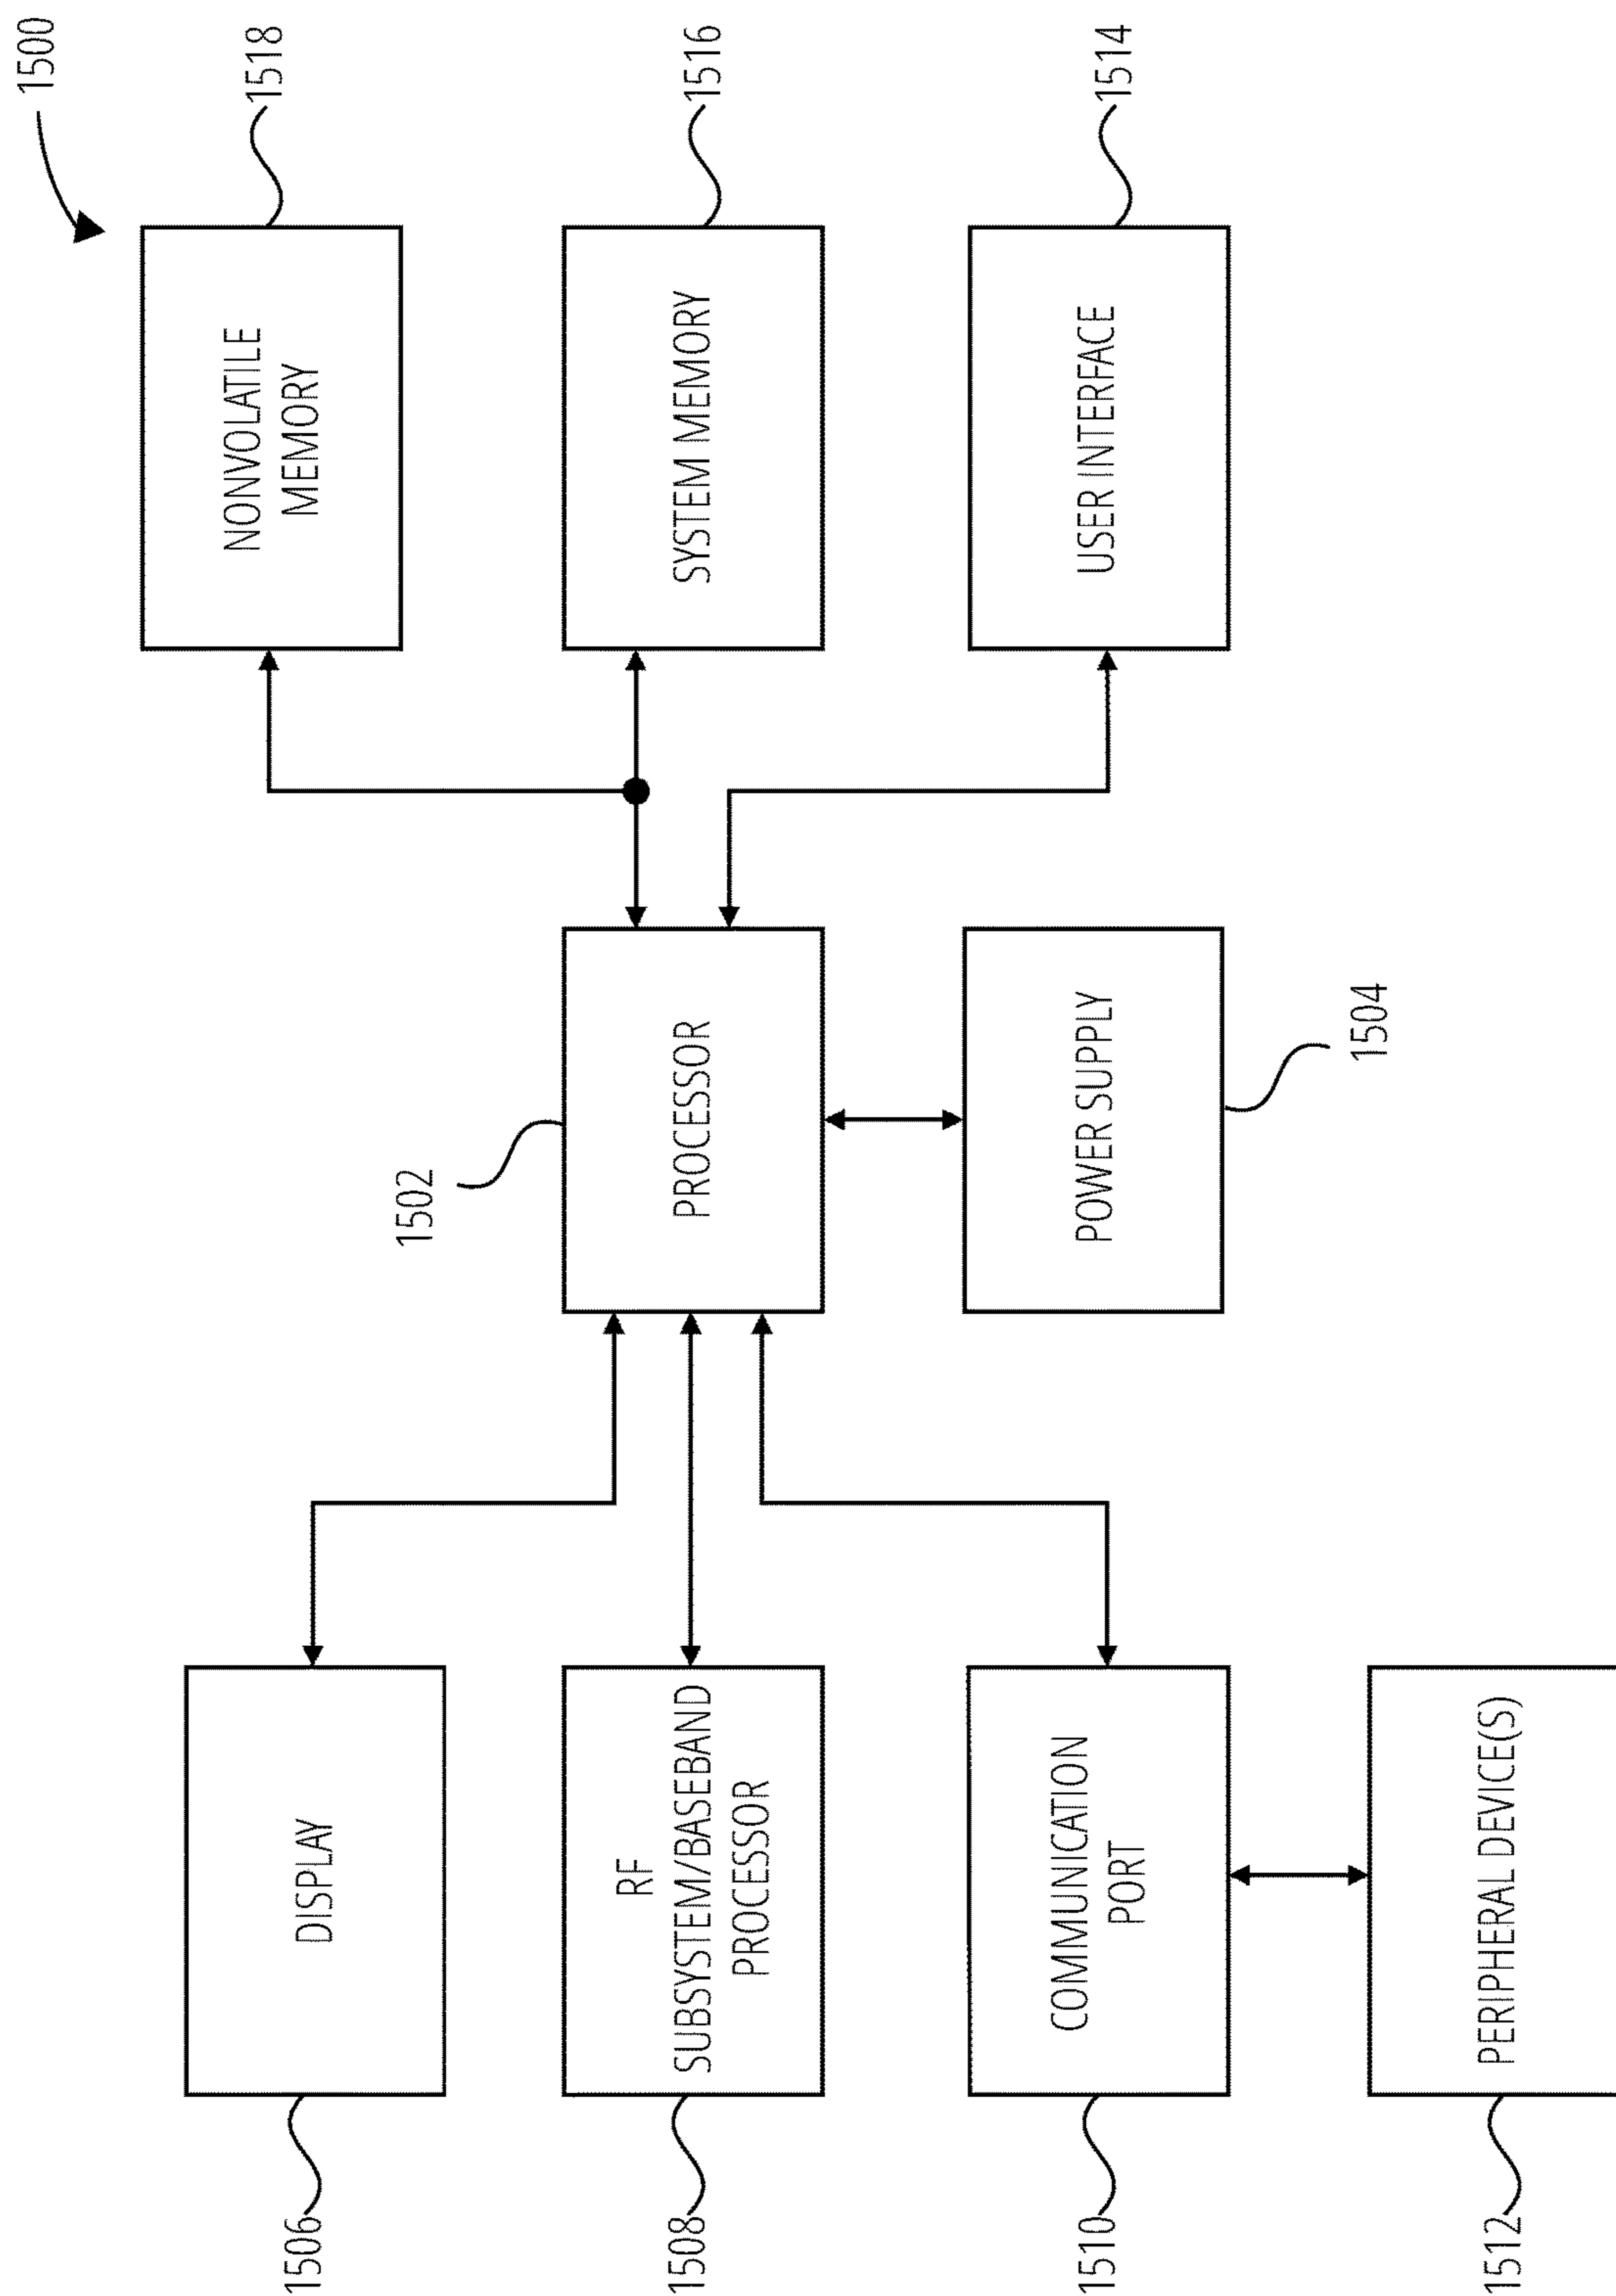 1500
1506
DISPLAY
NONVOLATILE
MEMORY
1518
1502
1508
RF
SUBSYSTEM/BASEBAND
PROCESSOR
PROCESSOR
SYSTEM MEMORY
1516
1510
COMMUNICATION
PORT
POWER SUPPLY
1504
USER INTERFACE
1514
1512
PERIPHERAL DEVICE(S)